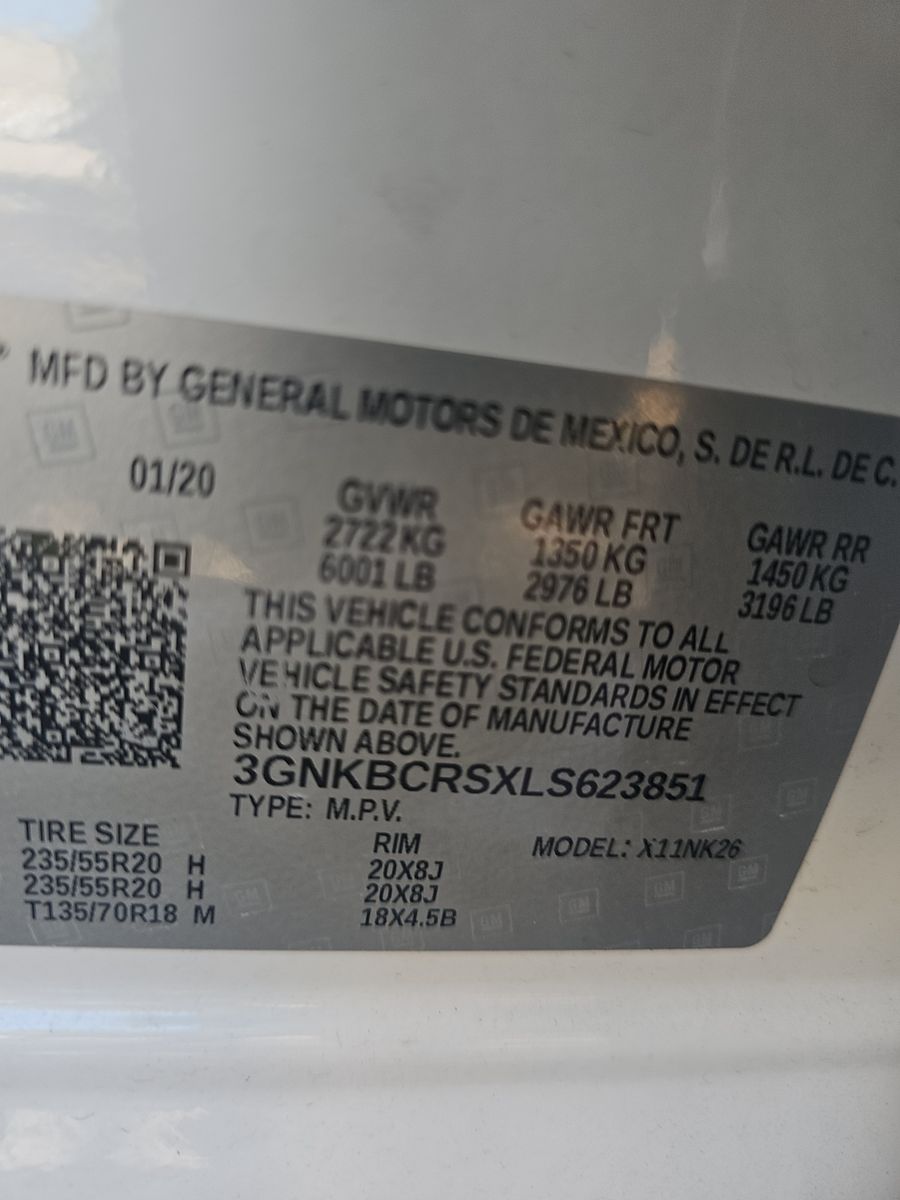 MFD BY GENERAL MOTORS DE MEXICO, S. DE R.L. DE C.
01/20
GVWR GAWR FRT GAWR RR
2722 KG 1350 KG 1450 KG
6001 LB 2976 LB 3196 LB
THIS VEHICLE CONFORMS TO ALL
APPLICABLE U.S. FEDERAL MOTOR
VEHICLE SAFETY STANDARDS IN EFFECT
ON THE DATE OF MANUFACTURE
SHOWN ABOVE.
3GNKBCRSXLS623851
TYPE: M.P.V.
TIRE SIZE RIM MODEL: X11NK26
235/55R20 H 20X8J
235/55R20 H 20X8J
T135/70R18 M 18X4.5B